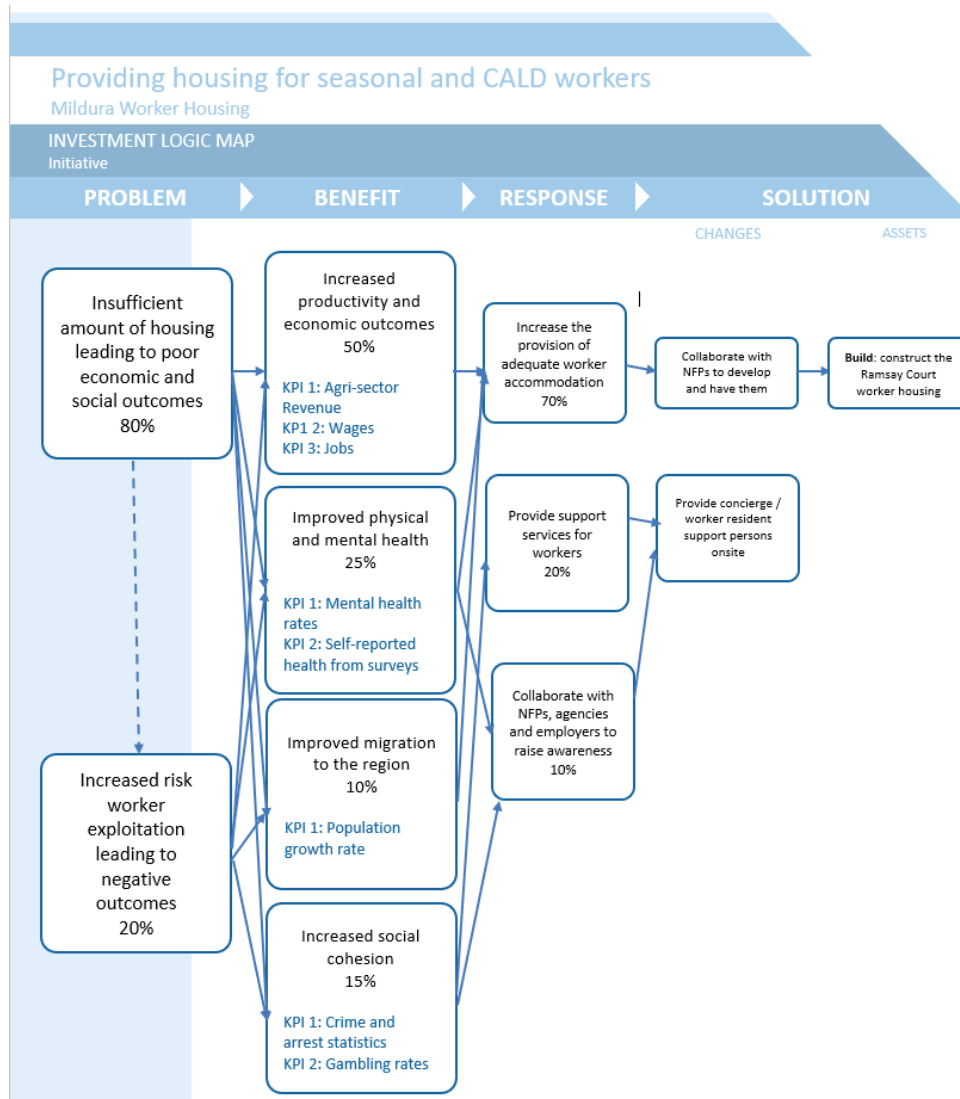 Providing housing for seasonal and CALD workers
Mildura Worker Housing
INVESTMENT LOGIC MAP
Initiative
PROBLEM
BENEFIT
RESPONSE
SOLUTION
CHANGES
ASSETS
Insufficient
amount of housing
leading to poor
economic and
social outcomes
80%
Increased risk
worker
exploitation
leading to
negative
outcomes
20%
Increased
productivity and
economic outcomes
50%
KPI 1: Agri-sector
Revenue
KP1 2: Wages
KPI 3: Jobs
Improved physical
and mental health
25%
KPI 1: Mental health
rates
KPI 2: Self-reported
health from surveys
Improved migration
to the region
10%
KPI 1: Population
growth rate
Increased social
cohesion
15%
KPI 1: Crime and
arrest statistics
KPI 2: Gambling rates
Increase the
provision of
adequate worker
accommodation
70%
Provide support
services for
workers
20%
Collaborate with
NFPs, agencies
and employers to
raise awareness
10%
Collaborate with
NFPs to develop
and have them
Provide concierge /
worker resident
support persons
onsite
Build: construct the
Ramsay Court
worker housing